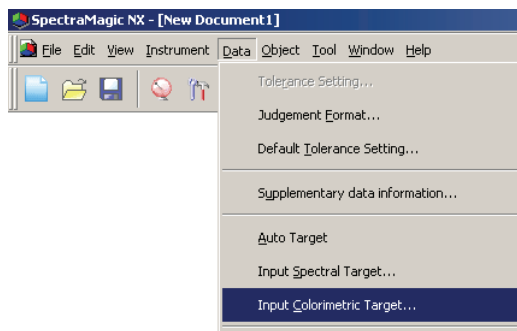 SpectraMagic NX - [New Document1]
File Edit View Instrument Data Object Tool Window Help
Tolerance Setting...
Judgement Format...
Default Tolerance Setting...
Supplementary data information...
Auto Target
Input Spectral Target...
Input Colorimetric Target...